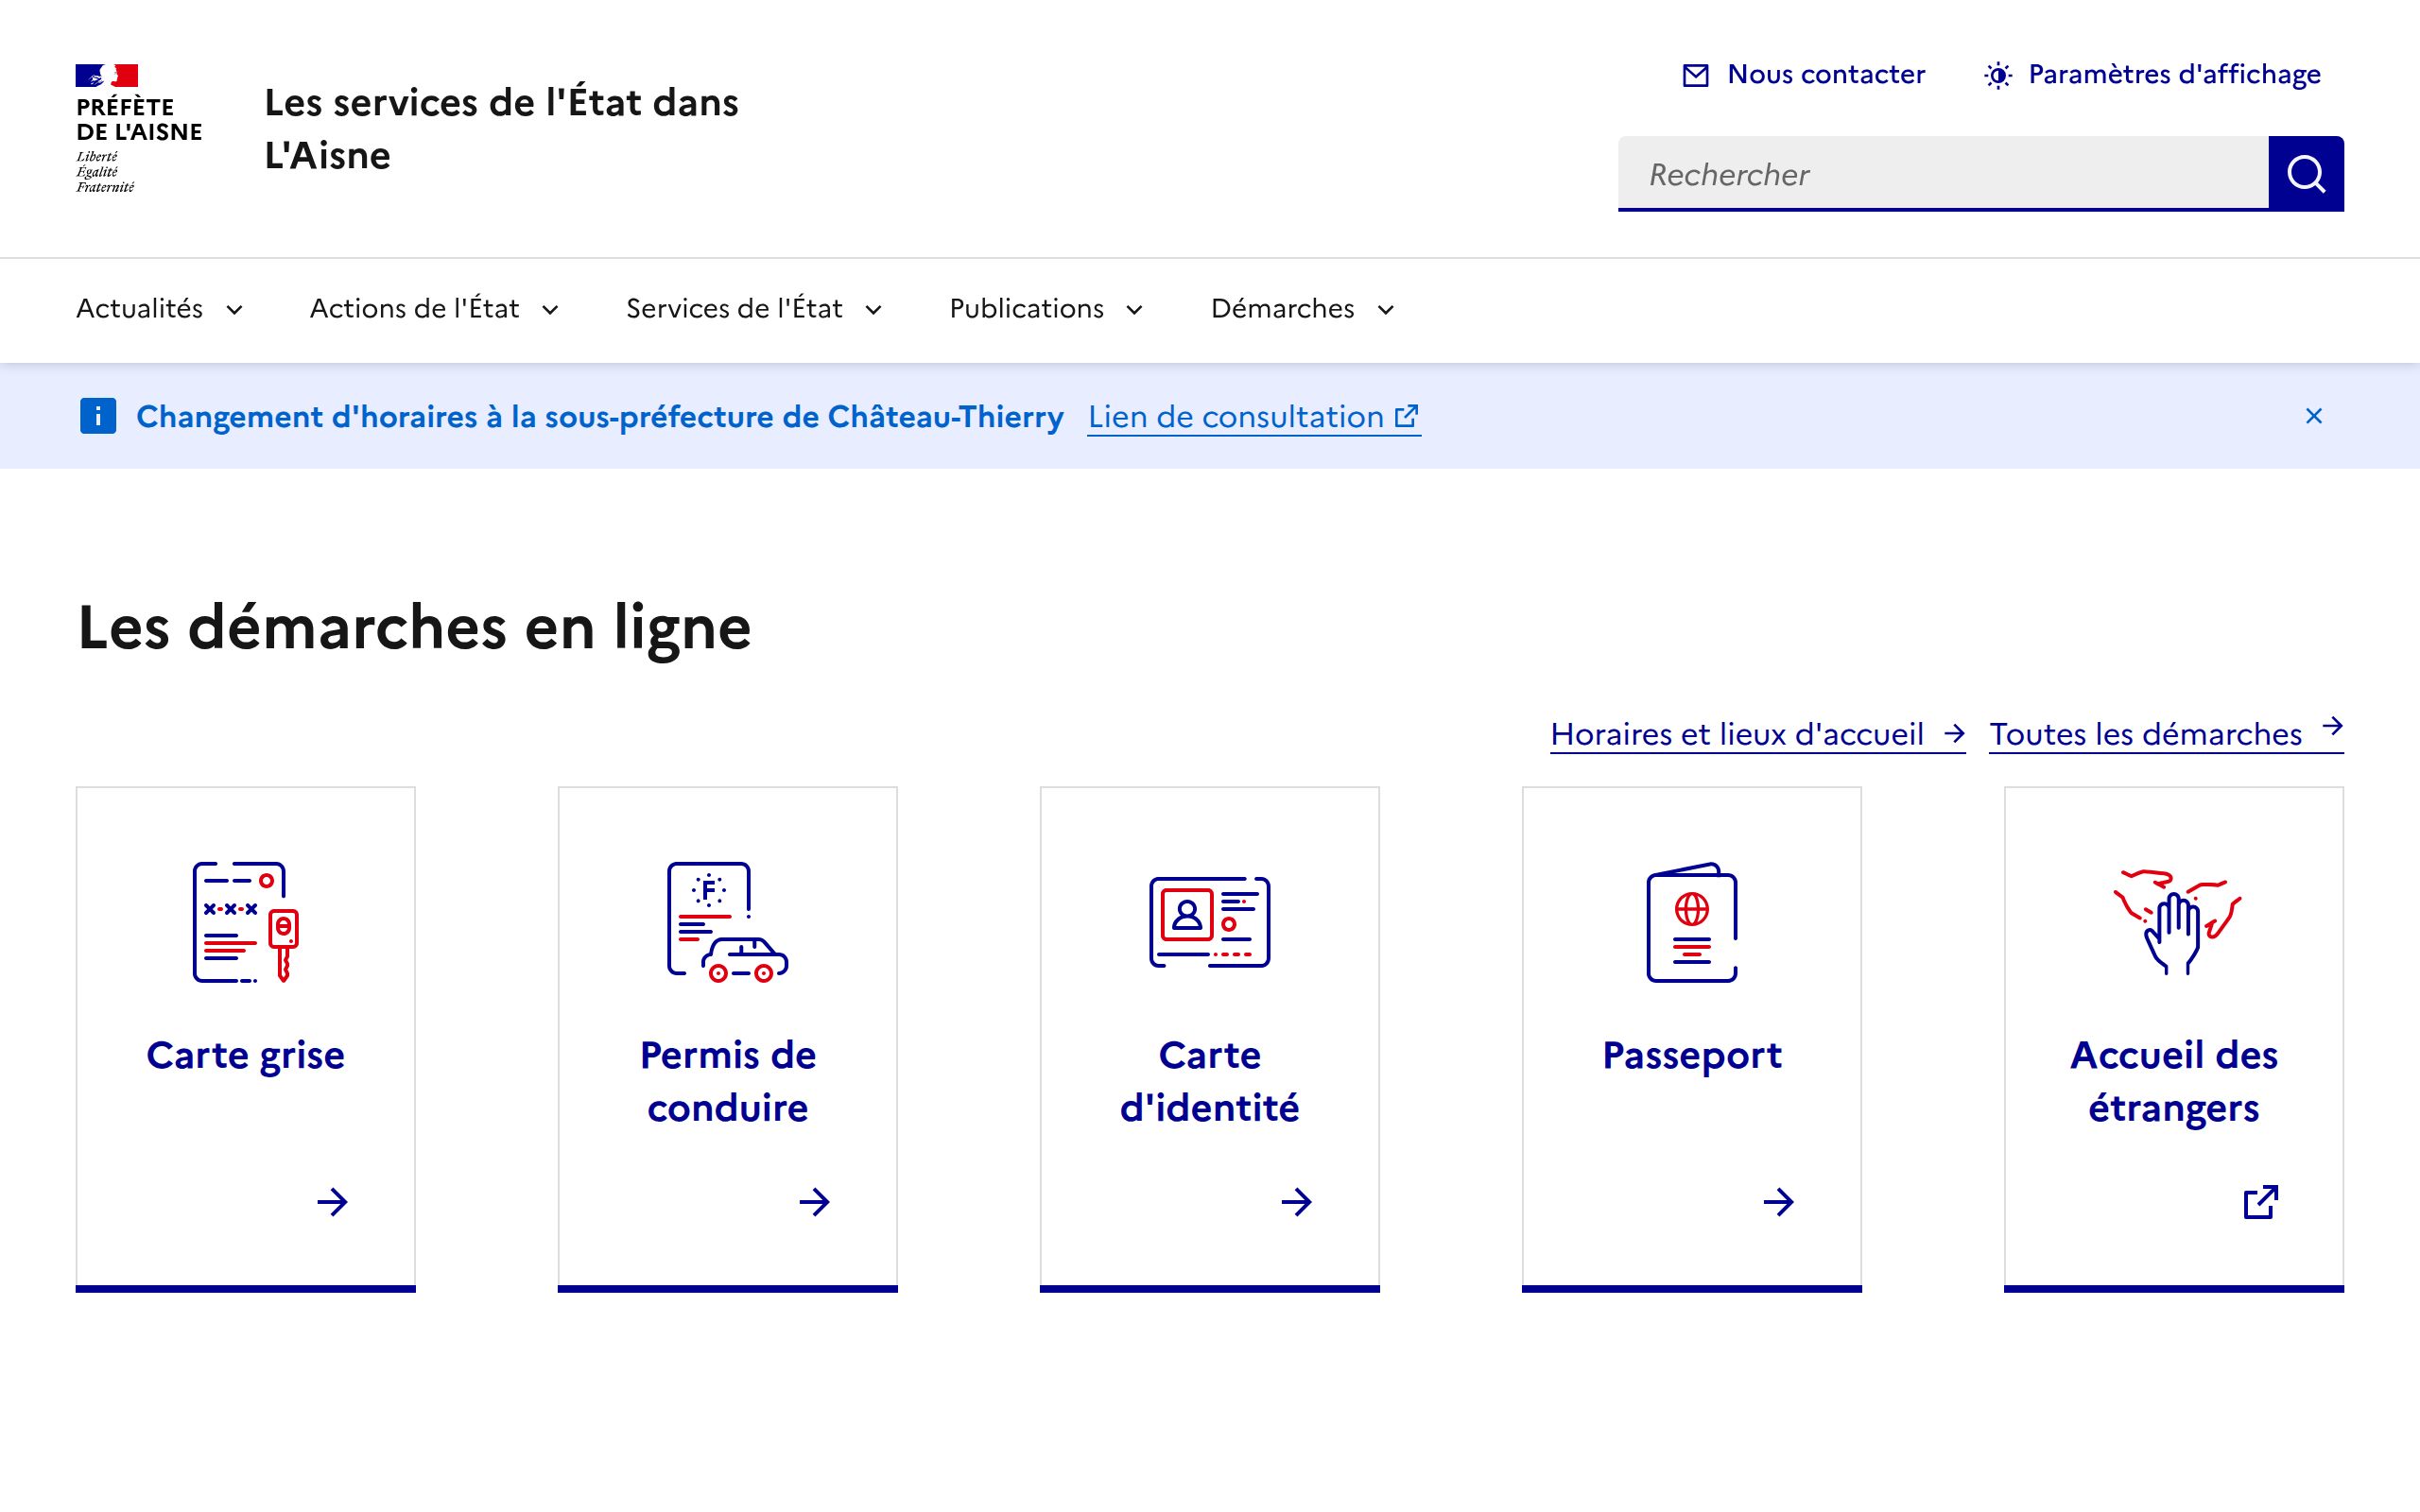 PRÉFÈTE
DE L'AISNE
Liberté
Égalité
Fraternité
Les services de l'État dans
L'Aisne
Nous contacter
Paramètres d'affichage
Rechercher
Actualités
Actions de l'État
Services de l'État
Publications
Démarches
Changement d'horaires à la sous-préfecture de Château-Thierry Lien de consultation
Les démarches en ligne
Horaires et lieux d'accueil
Toutes les démarches
F
Carte grise
Permis de
conduire
Carte
d'identité
Passeport
Accueil des
étrangers